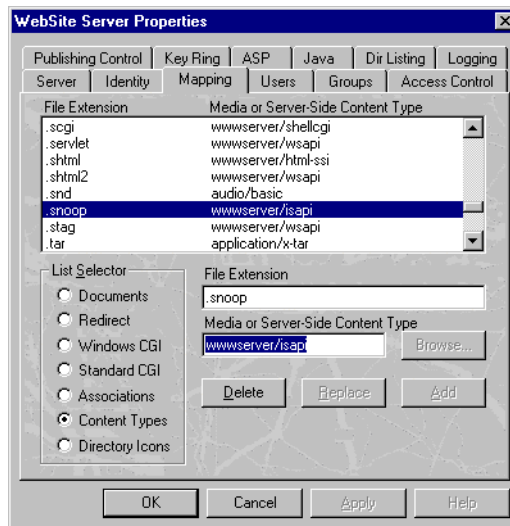 WebSite Server Properties
Publishing Control Key Ring ASP Java Dir Listing Logging
Server Identity Mapping Users Groups Access Control
File Extension Media or Server-Side Content Type
.scgi wwwserver/shellcgi
.servlet wwwserver/wsapi
.shtml wwwserver/html-ssi
.shtml2 wwwserver/wsapi
.snd audio/basic
.snoop wwwserver/isapi
.stag wwwserver/wsapi
.tar application/x-tar
List Selector
Documents
Redirect
Windows CGI
Standard CGI
Associations
Content Types
Directory Icons
File Extension
.snoop
Media or Server-Side Content Type
wwwserver/isapi Browse...
Delete Replace Add
OK Cancel Apply Help